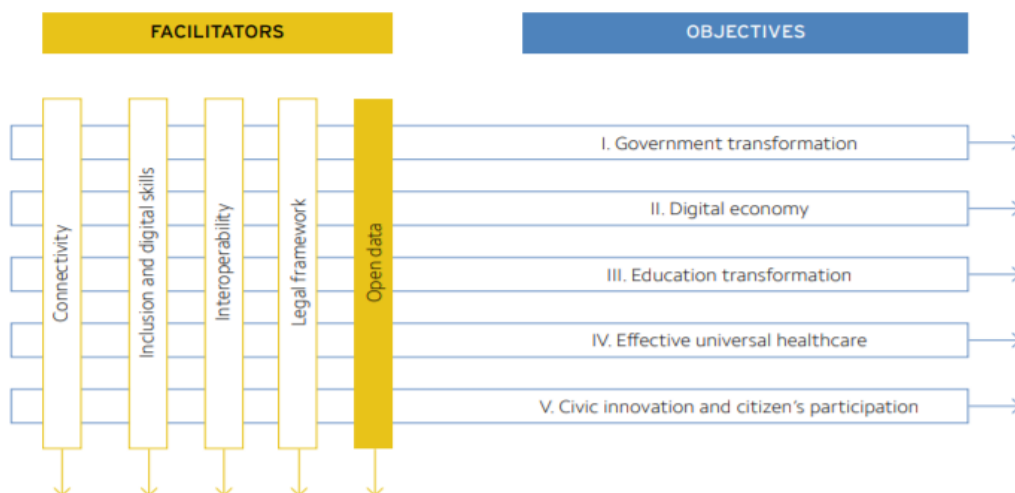 FACILITATORS
OBJECTIVES
Connectivity
Inclusion and digital skills
Interoperability
Legal framework
Open data
I. Government transformation
II. Digital economy
III. Education transformation
IV. Effective universal healthcare
V. Civic innovation and citizen's participation